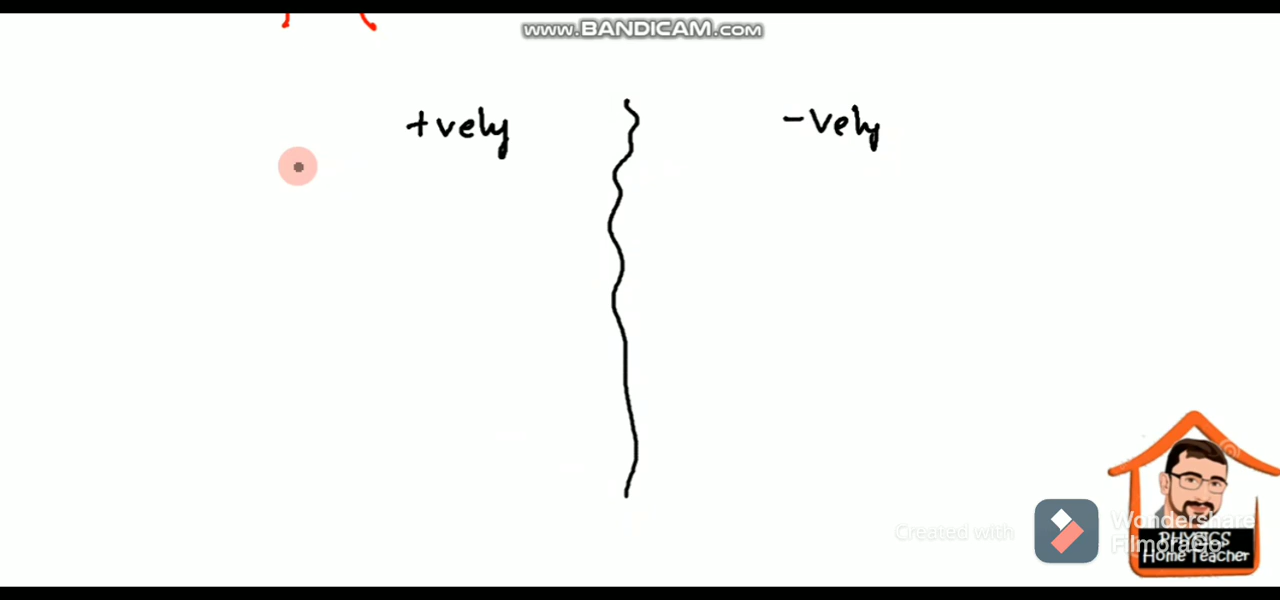 www.BANDICAM.com
+vely -vely
Created with Wondershare Filmora
PHYSICS
Home Teacher